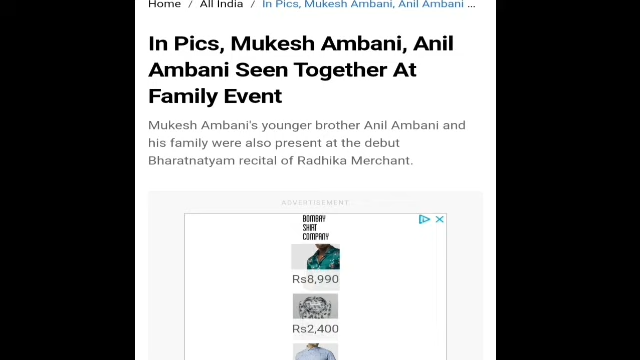 Home / All India / In Pics, Mukesh Ambani, Anil Ambani ...
In Pics, Mukesh Ambani, Anil
Ambani Seen Together At
Family Event
Mukesh Ambani's younger brother Anil Ambani and
his family were also present at the debut
Bharatnatyam recital of Radhika Merchant.
ADVERTISEMENT
BOMBAY
SHIRT
COMPANY
Rs8,990
Rs2,400